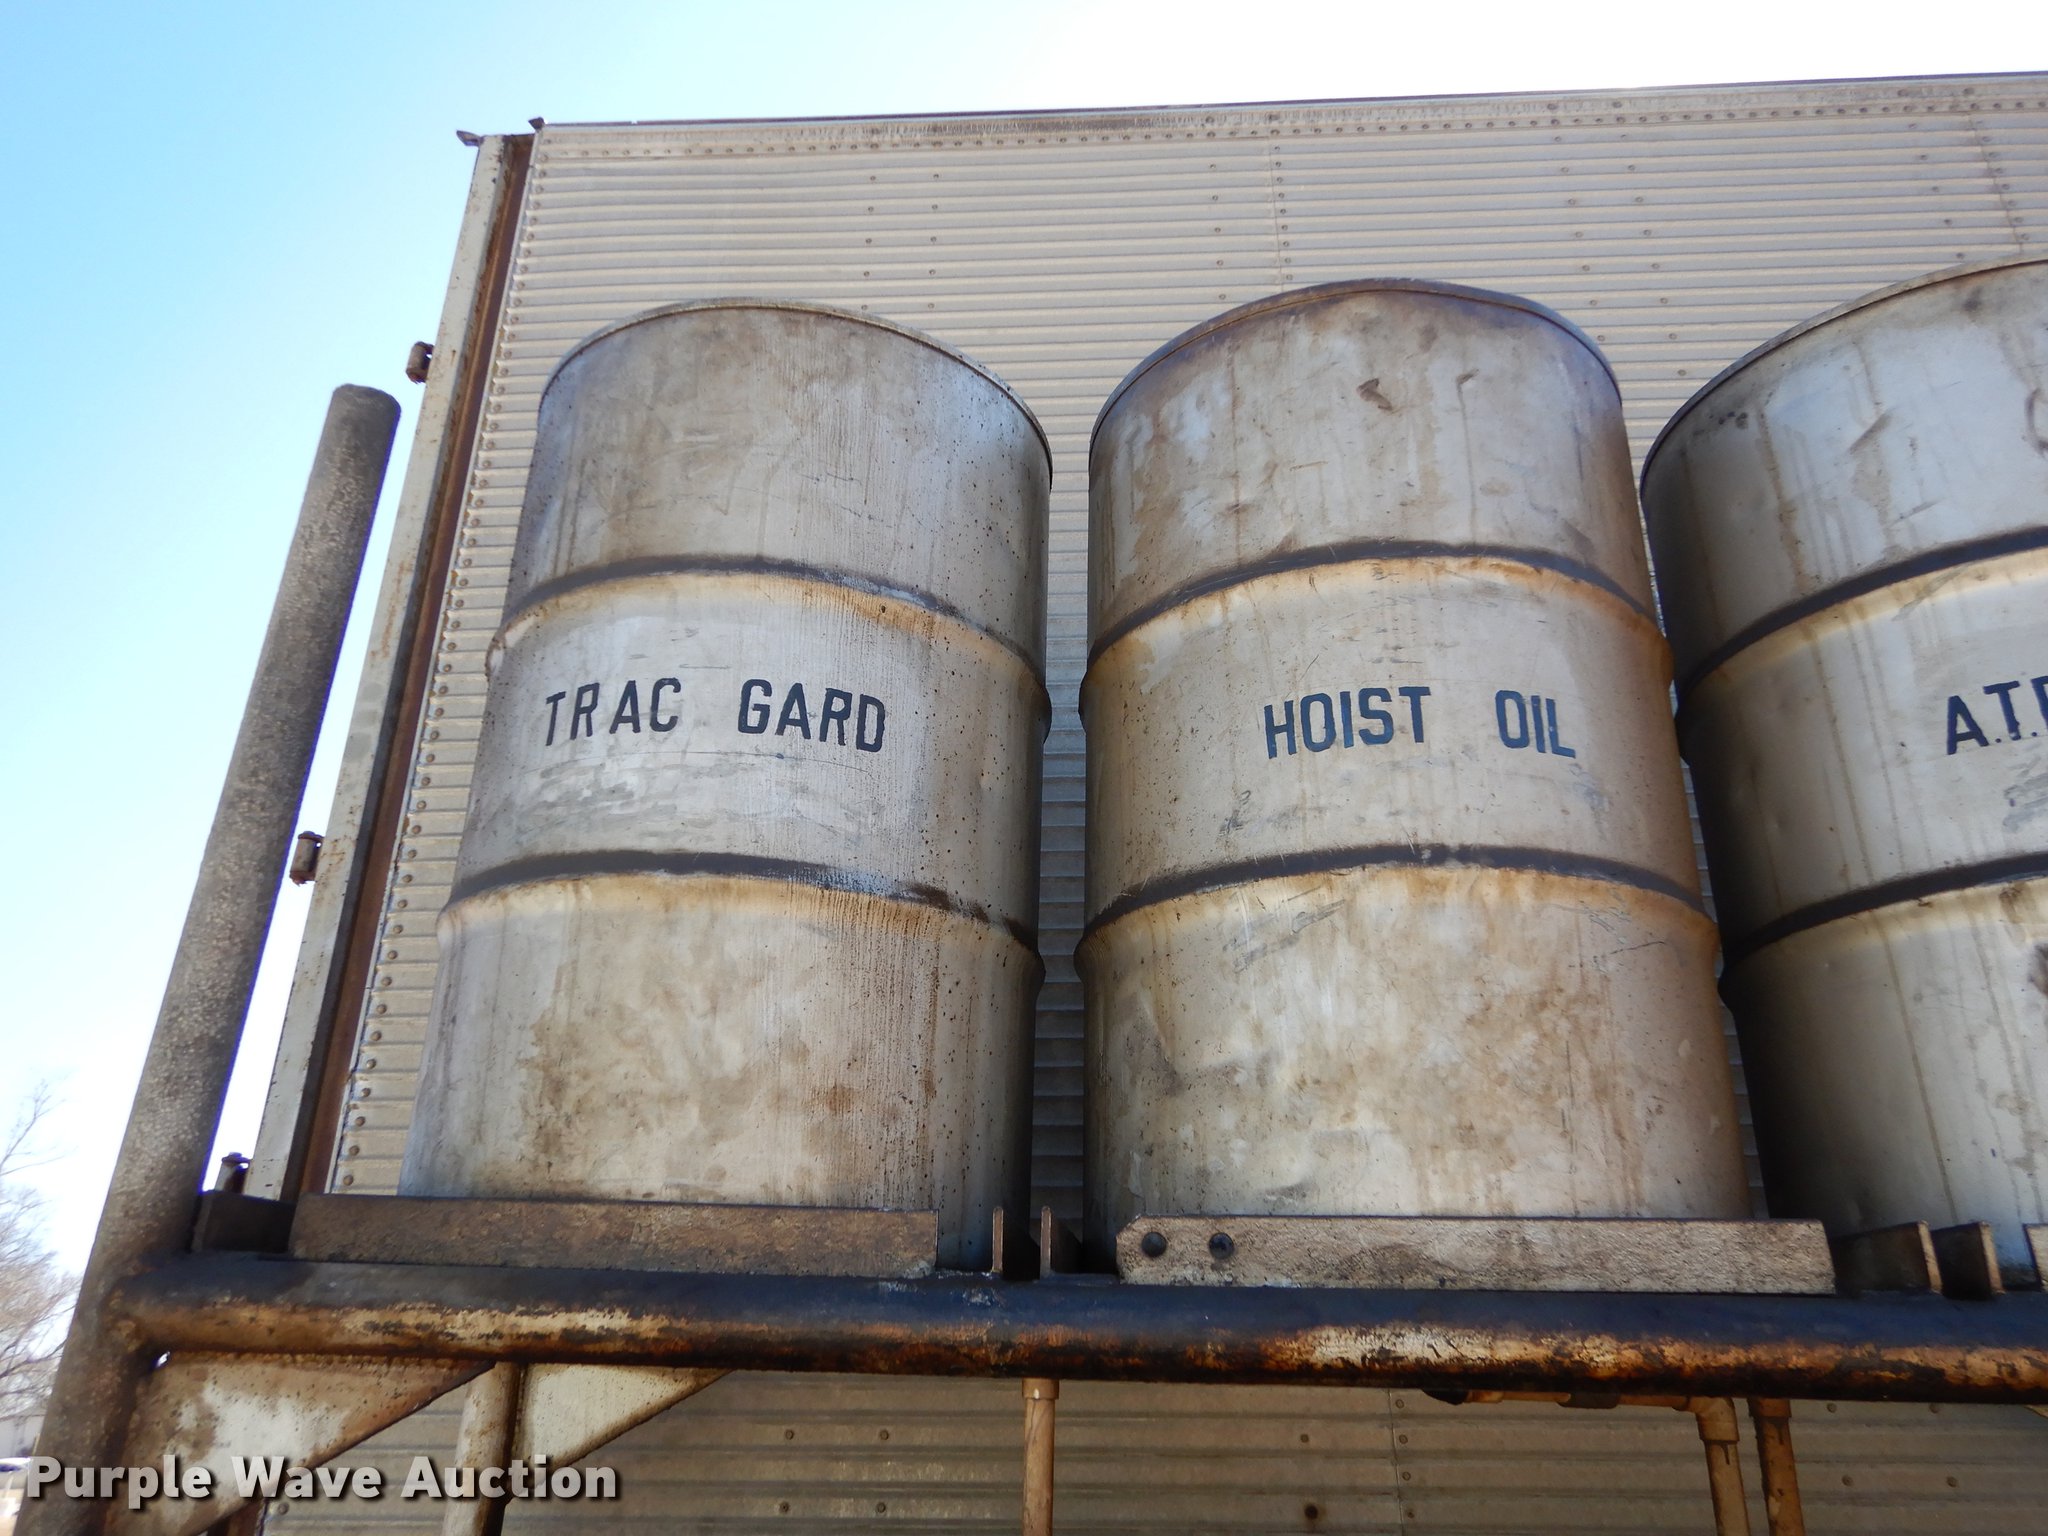 TRAC GARD
HOIST OIL
A.T.
Purple Wave Auction